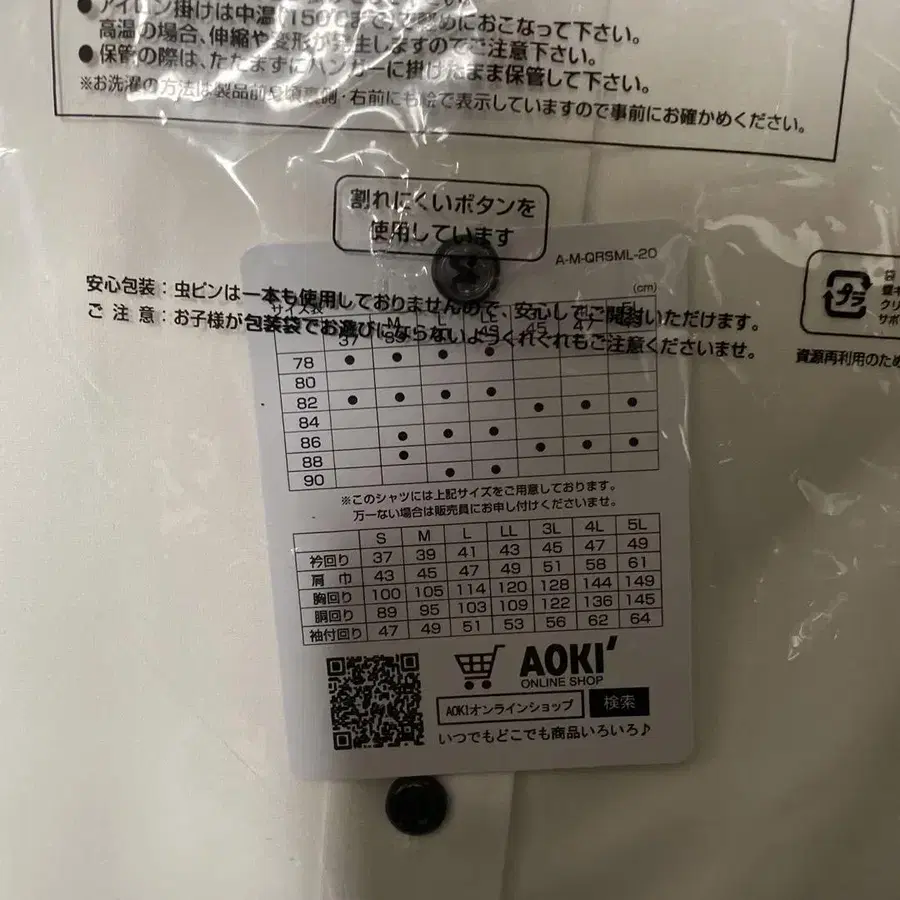 ●アイロン掛けは中温(150℃まで)で
におこなって下さい。
高温の場合、伸縮や変形が発生しますのでご注意下さい。
●保管の際は、たたまずにハンガーに掛けたまま保管して下さい。
※お洗濯の方法は製品前身頃裏側・右前にも絵で表示していますので事前にお確かめください。
割れにくいボタンを
使用しています
A-M-QRSML-20
(cm)
安心包装：虫ピンは一本も使用しておりませんので、安心してご開封いただけます。
ご注意：お子様が包装袋でお遊びにならないようくれぐれもご注意くださいませ。
プラ
袋
資源再利用のため
サイズ表
M
37 39 43 45 47
78 ● ● ● ●
80
82 ● ● ● ● ● ● ●
84
86 ● ● ● ● ● ●
88 ●
90 ● ●
※このシャツには上記サイズをご用意しております。
万一ない場合は販売員にお申し付けくださいませ。
S M L LL 3L 4L 5L
衿回り 37 39 41 43 45 47 49
肩巾 43 45 47 49 51 58 61
胸回り 100 105 114 120 128 144 149
胴回り 89 95 103 109 122 136 145
袖付回り 47 49 51 53 56 62 64
AOKI'
ONLINE SHOP
AOKIオンラインショップ 検索
いつでもどこでも商品いろいろ♪